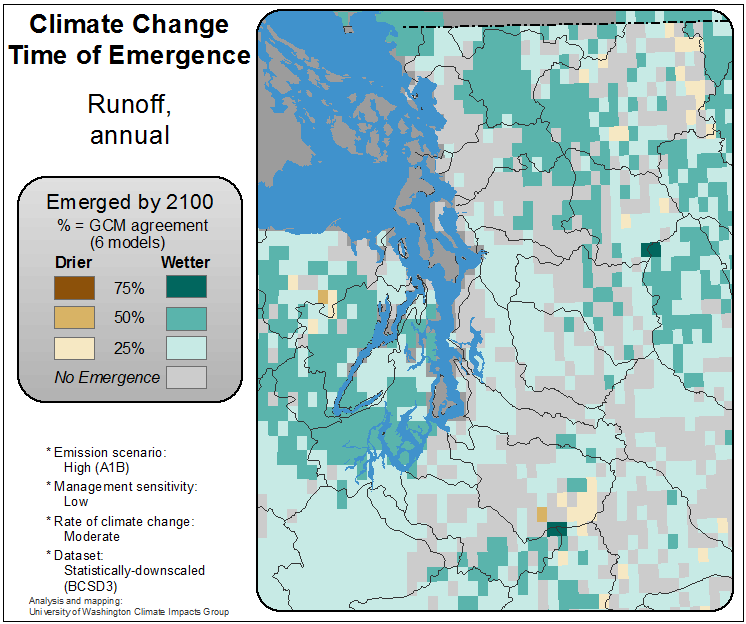 Climate Change
Time of Emergence
Runoff,
annual
Emerged by 2100
% = GCM agreement
(6 models)
Drier Wetter
75%
50%
25%
No Emergence
* Emission scenario:
High (A1B)
* Management sensitivity:
Low
* Rate of climate change:
Moderate
* Dataset:
Statistically-downscaled
(BCSD3)
Analysis and mapping:
University of Washington Climate Impacts Group